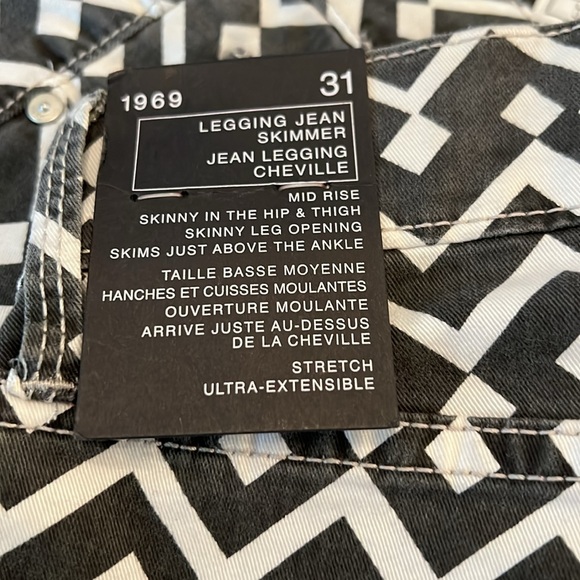 1969 31
LEGGING JEAN
SKIMMER
JEAN LEGGING
CHEVILLE
MID RISE
SKINNY IN THE HIP & THIGH
SKINNY LEG OPENING
SKIMS JUST ABOVE THE ANKLE
TAILLE BASSE MOYENNE
HANCHES ET CUISSES MOULANTES
OUVERTURE MOULANTE
ARRIVE JUSTE AU-DESSUS
DE LA CHEVILLE
STRETCH
ULTRA-EXTENSIBLE